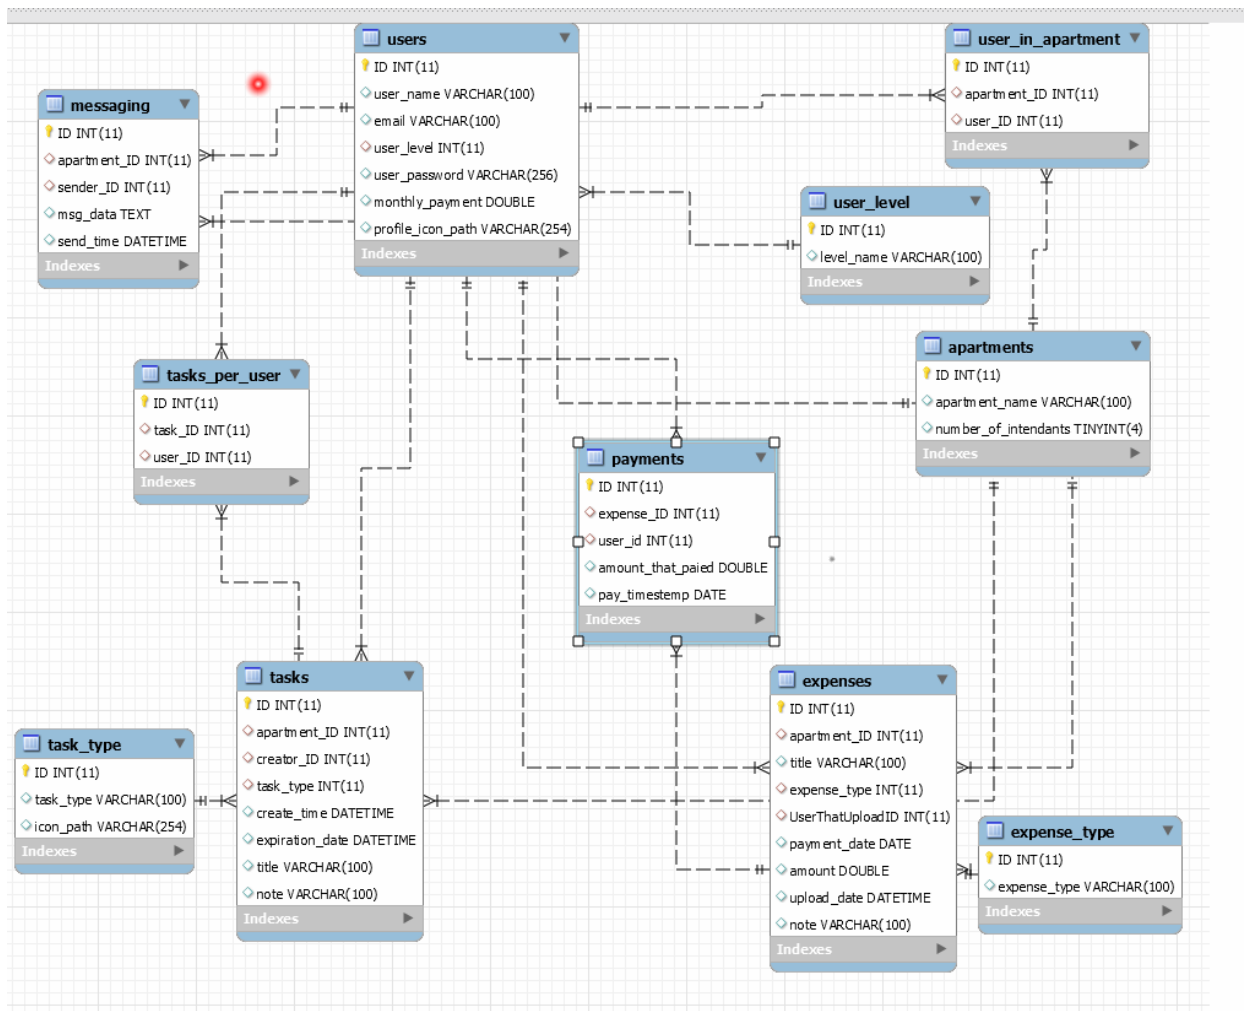 users
ID INT(11)
user_name VARCHAR(100)
email VARCHAR(100)
user_level INT(11)
user_password VARCHAR(256)
monthly_payment DOUBLE
profile_icon_path VARCHAR(254)
Indexes
user_in_apartment
ID INT(11)
apartment_ID INT(11)
user_ID INT(11)
Indexes
messaging
ID INT(11)
apartment_ID INT(11)
sender_ID INT(11)
msg_data TEXT
send_time DATETIME
Indexes
user_level
ID INT(11)
level_name VARCHAR(100)
Indexes
apartments
ID INT(11)
apartment_name VARCHAR(100)
number_of_intendants TINYINT(4)
Indexes
tasks_per_user
ID INT(11)
task_ID INT(11)
user_ID INT(11)
Indexes
payments
ID INT(11)
expense_ID INT(11)
user_id INT(11)
amount_that_paied DOUBLE
pay_timestemp DATE
Indexes
tasks
ID INT(11)
apartment_ID INT(11)
creator_ID INT(11)
task_type INT(11)
create_time DATETIME
expiration_date DATETIME
title VARCHAR(100)
note VARCHAR(100)
Indexes
expenses
ID INT(11)
apartment_ID INT(11)
title VARCHAR(100)
expense_type INT(11)
UserThatUploadID INT(11)
payment_date DATE
amount DOUBLE
upload_date DATETIME
note VARCHAR(100)
Indexes
task_type
ID INT(11)
task_type VARCHAR(100)
icon_path VARCHAR(254)
Indexes
expense_type
ID INT(11)
expense_type VARCHAR(100)
Indexes